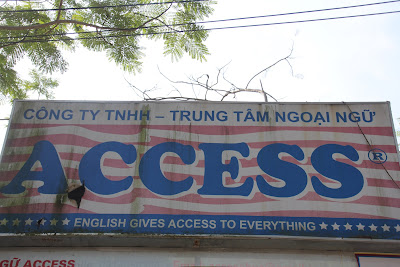 CÔNG TY TNHH – TRUNG TÂM NGOẠI NGỮ
ACCESS®
ENGLISH GIVES ACCESS TO EVERYTHING
GỮ ACCESS